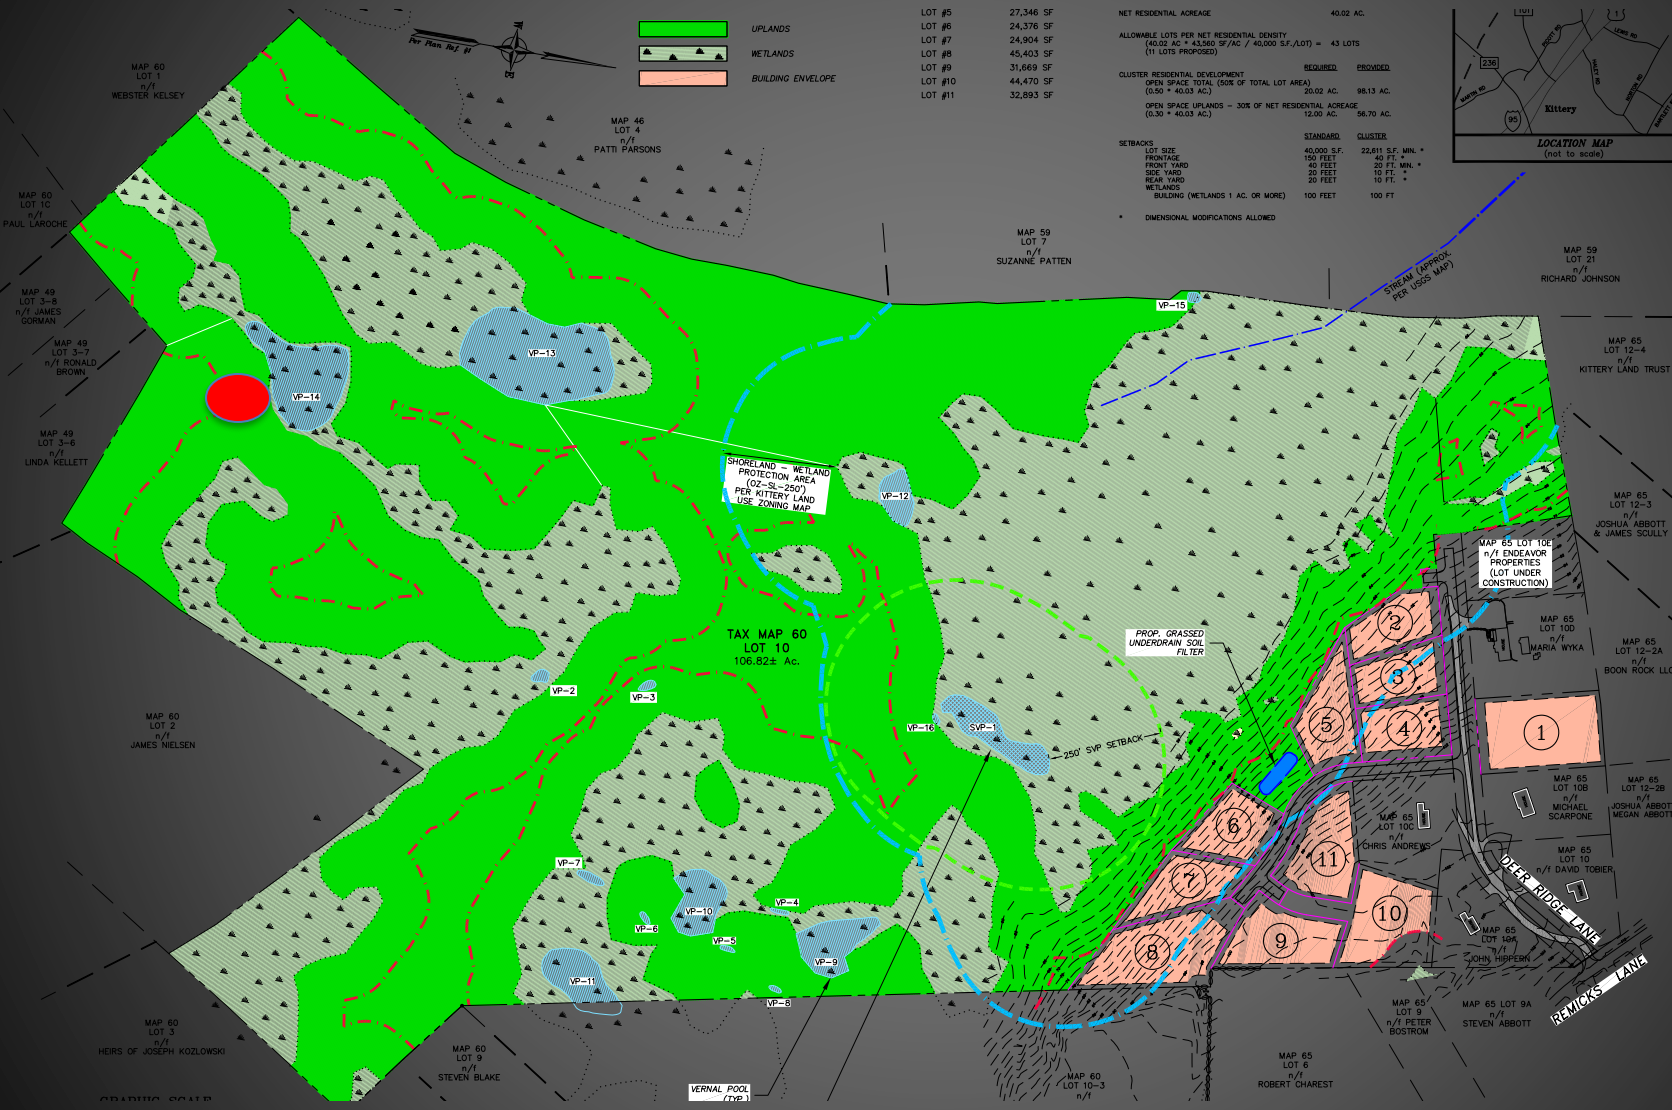 LOT #5 27,346 SF
LOT #6 24,376 SF
LOT #7 24,904 SF
LOT #8 45,403 SF
LOT #9 31,669 SF
LOT #10 44,470 SF
LOT #11 32,893 SF
NET RESIDENTIAL ACREAGE 40.02 AC.
ALLOWABLE LOTS PER NET RESIDENTIAL DENSITY
(40.02 AC * 43,560 SF/AC / 40,000 S.F./LOT) = 43 LOTS
(11 LOTS PROPOSED)
REQUIRED PROVIDED
CLUSTER RESIDENTIAL DEVELOPMENT
OPEN SPACE TOTAL (50% OF TOTAL LOT AREA)
(0.50 * 40.03 AC.) 20.02 AC. 98.13 AC.
OPEN SPACE UPLANDS - 30% OF NET RESIDENTIAL ACREAGE
(0.30 * 40.03 AC.) 12.00 AC. 56.70 AC.
STANDARD CLUSTER
SETBACKS
LOT SIZE 40,000 S.F. 22,611 S.F. MIN. *
FRONTAGE 150 FEET 40 FT. *
FRONT YARD 40 FEET 20 FT. MIN. *
SIDE YARD 20 FEET 10 FT. *
REAR YARD 20 FEET 10 FT. *
WETLANDS
BUILDING (WETLANDS 1 AC. OR MORE) 100 FEET 100 FT
* DIMENSIONAL MODIFICATIONS ALLOWED
UPLANDS
WETLANDS
BUILDING ENVELOPE
Per Plan Ref. #1
101
1
236
95
MARTIN RD
LEWIS RD
Kittery
LOCATION MAP
(not to scale)
MAP 60
LOT 1
n/f
WEBSTER KELSEY
MAP 46
LOT 4
n/f
PATTI PARSONS
MAP 60
LOT 1C
n/f
PAUL LAROCHE
MAP 59
LOT 7
n/f
SUZANNE PATTEN
MAP 59
LOT 21
n/f
RICHARD JOHNSON
STREAM (APPROX.
PER USGS MAP)
MAP 49
LOT 3-8
n/f JAMES
GORMAN
MAP 49
LOT 3-7
n/f RONALD
BROWN
MAP 49
LOT 3-6
n/f
LINDA KELLETT
VP-15
VP-13
VP-14
MAP 65
LOT 12-4
n/f
KITTERY LAND TRUST
SHORELAND - WETLAND
PROTECTION AREA
(OZ-SL-250')
PER KITTERY LAND
USE ZONING MAP
VP-12
MAP 65
LOT 12-3
n/f
JOSHUA ABBOTT
& JAMES SCULLY
MAP 65 LOT 10E
n/f ENDEAVOR
PROPERTIES
(LOT UNDER
CONSTRUCTION)
TAX MAP 60
LOT 10
106.82± Ac.
PROP. GRASSED
UNDERDRAIN SOIL
FILTER
MAP 65
LOT 10D
n/f
MARIA WYKA
MAP 65
LOT 12-2A
n/f
BOON ROCK LLC
2
3
4
5
1
VP-2
VP-3
VP-16
SVP-1
250' SVP SETBACK
MAP 60
LOT 2
n/f
JAMES NIELSEN
MAP 65
LOT 10B
n/f
MICHAEL
SCARPONE
MAP 65
LOT 12-2B
n/f
JOSHUA ABBOTT
MEGAN ABBOTT
MAP 65
LOT 10C
n/f
CHRIS ANDREWS
6
7
8
9
10
11
MAP 65
LOT 10
n/f DAVID TOBIER
DEER RIDGE LANE
REMICKS LANE
MAP 65
LOT 10A
n/f
JOHN HIPPERN
VP-7
VP-10
VP-4
VP-6
VP-5
VP-9
VP-11
VP-8
MAP 60
LOT 3
n/f
HEIRS OF JOSEPH KOZLOWSKI
MAP 60
LOT 9
n/f
STEVEN BLAKE
VERNAL POOL
(TYP.)
MAP 60
LOT 10-3
n/f
MAP 65
LOT 6
n/f
ROBERT CHAREST
MAP 65
LOT 9
n/f PETER
BOSTROM
MAP 65 LOT 9A
n/f
STEVEN ABBOTT
GRAPHIC SCALE